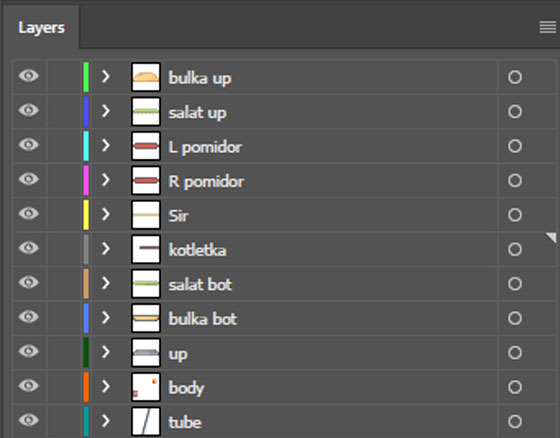 Layers
bulka up
salat up
L pomidor
R pomidor
Sir
kotletka
salat bot
bulka bot
up
body
tube